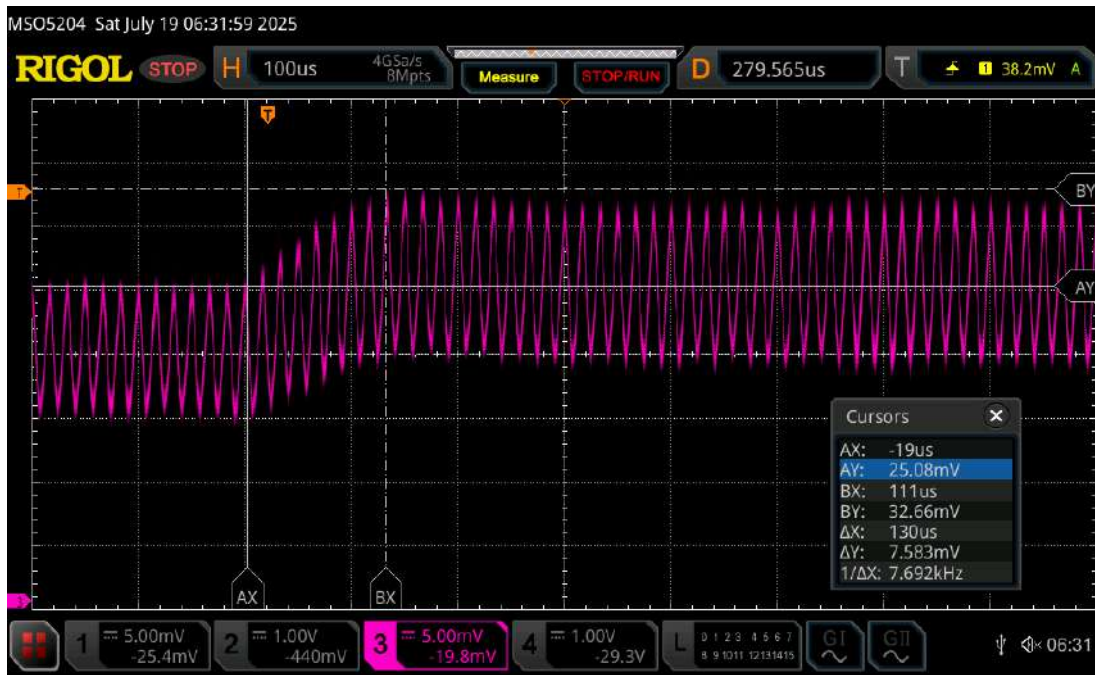 MSO5204 Sat July 19 06:31:59 2025
RIGOL STOP H 100us 4GSa/s 8Mpts Measure STOP/RUN D 279.565us T 1 38.2mV A
T
T
BY
AY
Cursors
AX: -19us
AY: 25.08mV
BX: 111us
BY: 32.66mV
ΔX: 130us
ΔY: 7.583mV
1/ΔX: 7.692kHz
AX BX
3
1 5.00mV -25.4mV 2 1.00V -440mV 3 5.00mV -19.8mV 4 1.00V -29.3V L 0 1 2 3 4 5 6 7 8 9 10 11 12 13 14 15 GI GII 06:31